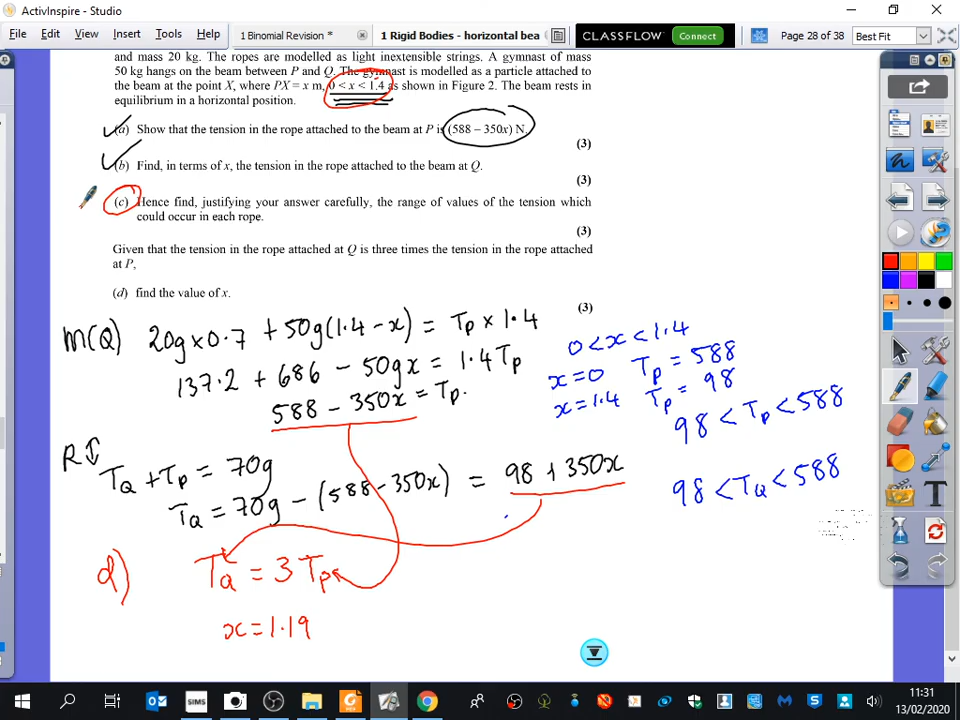 ActivInspire - Studio
File Edit View Insert Tools Help
1 Binomial Revision *
1 Rigid Bodies - horizontal bea
CLASSFLOW Connect
Page 28 of 38
Best Fit
and mass 20 kg. The ropes are modelled as light inextensible strings. A gymnast of mass
50 kg hangs on the beam between P and Q. The gymnast is modelled as a particle attached to
the beam at the point X, where PX = x m, 0 < x < 1.4 as shown in Figure 2. The beam rests in
equilibrium in a horizontal position.
(a) Show that the tension in the rope attached to the beam at P is (588 – 350x) N.
(3)
(b) Find, in terms of x, the tension in the rope attached to the beam at Q.
(3)
(c) Hence find, justifying your answer carefully, the range of values of the tension which
could occur in each rope.
(3)
Given that the tension in the rope attached at Q is three times the tension in the rope attached
at P,
(d) find the value of x.
(3)
M(Q) 20g×0.7 + 50g(1.4-x) = Tp × 1.4
137.2 + 686 - 50gx = 1.4Tp
588 - 350x = Tp
0 < x < 1.4
x=0 Tp = 588
x=1.4 Tp = 98
98 < Tp < 588
R↕ TQ + Tp = 70g
TQ = 70g - (588-350x) = 98 + 350x
98 < TQ < 588
d) TQ = 3Tp
x = 1.19
SIMS
11:31
13/02/2020